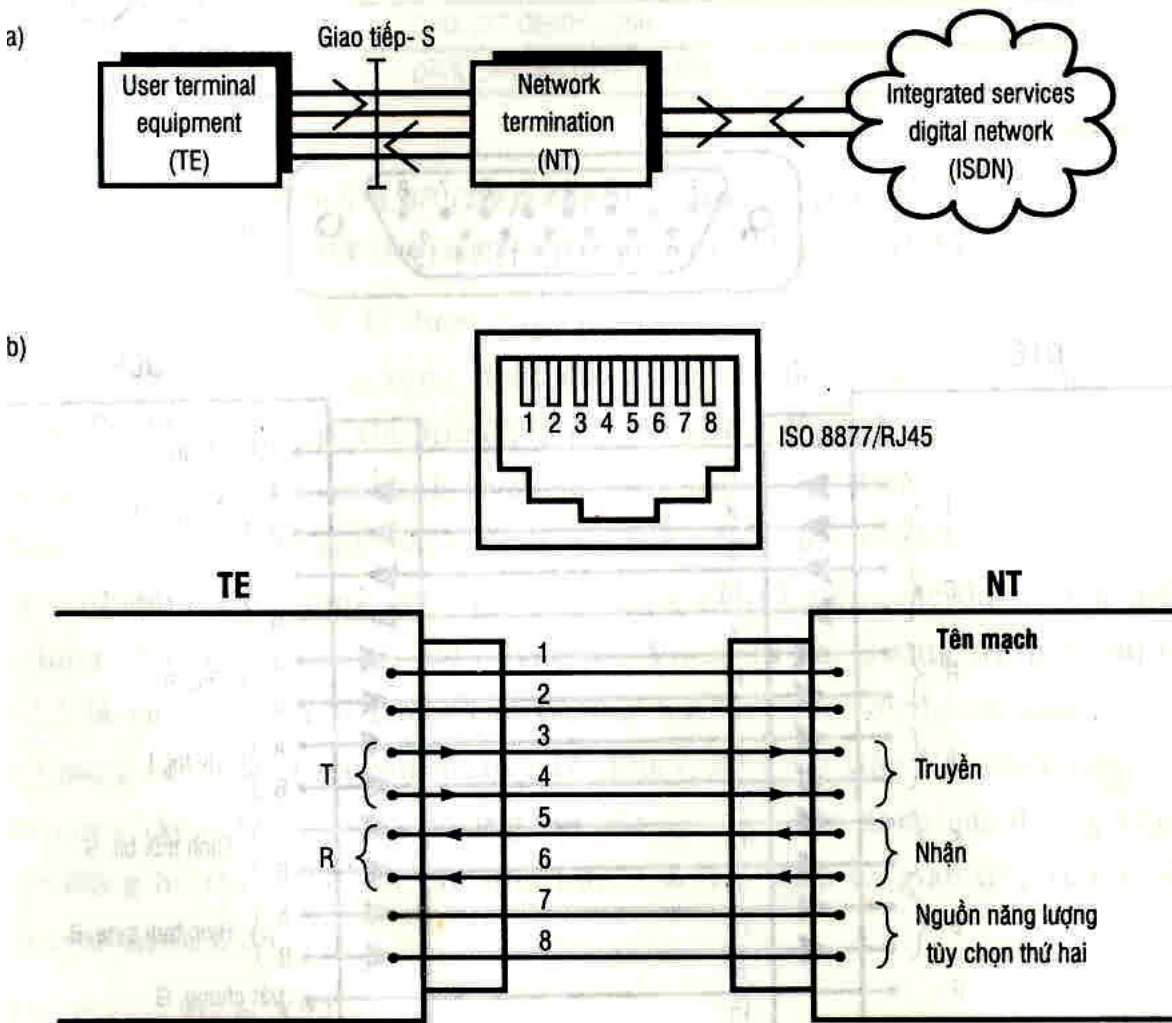 a)
Giao tiếp- S
User terminal
equipment
(TE)
Network
termination
(NT)
Integrated services
digital network
(ISDN)
b)
1 2 3 4 5 6 7 8
ISO 8877/RJ45
TE
NT
Tên mạch
1
2
3
T
4
Truyền
5
R
6
Nhận
7
8
Nguồn năng lượng
tùy chọn thứ hai